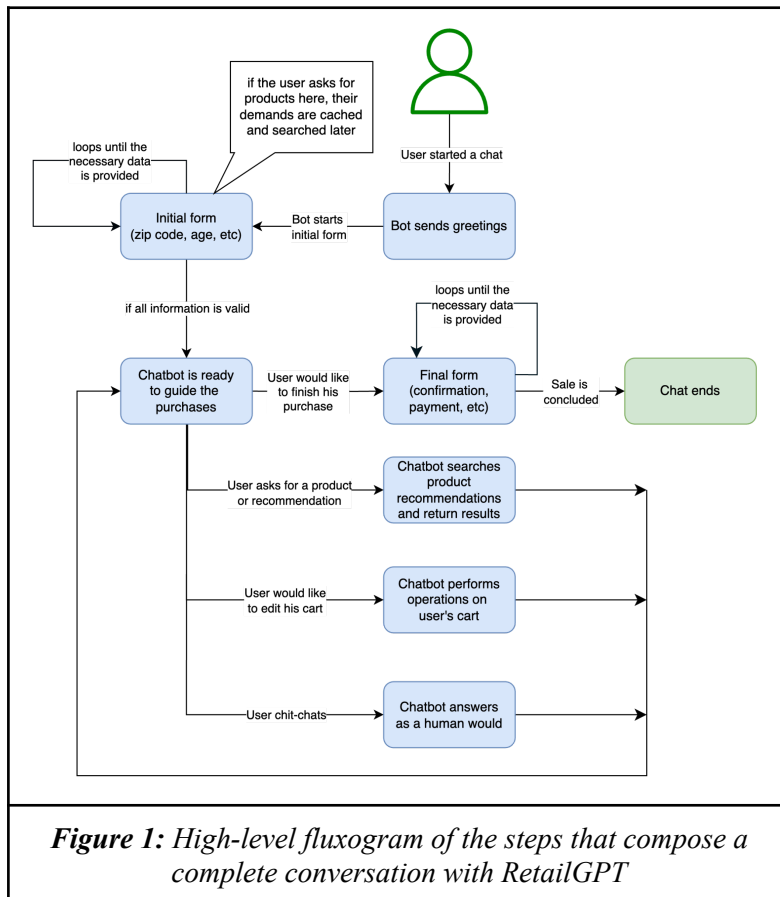 if the user asks for
products here, their
demands are cached
and searched later
User started a chat
loops until the
necessary data
is provided
Initial form
(zip code, age, etc)
Bot starts
initial form
Bot sends greetings
if all information is valid
loops until the
necessary data
is provided
Chatbot is ready
to guide the
purchases
User would like
to finish his
purchase
Final form
(confirmation,
payment, etc)
Sale is
concluded
Chat ends
User asks for a product
or recommendation
Chatbot searches
product
recommendations
and return results
User would like
to edit his cart
Chatbot performs
operations on
user's cart
User chit-chats
Chatbot answers
as a human would
Figure 1: High-level fluxogram of the steps that compose a
complete conversation with RetailGPT